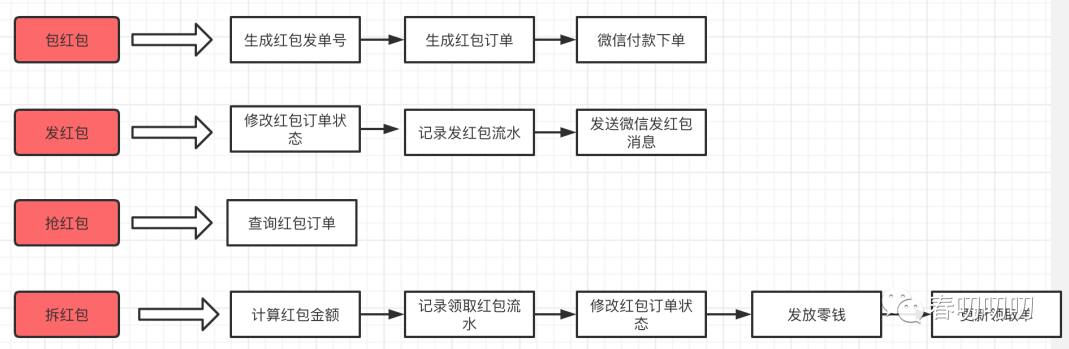 包红包
生成红包发单号
生成红包订单
微信付款下单
发红包
修改红包订单状
态
记录发红包流水
发送微信发红包
消息
抢红包
查询红包订单
拆红包
计算红包金额
记录领取红包流
水
修改红包订单状
态
发放零钱
更新领取单
春叨叨叨